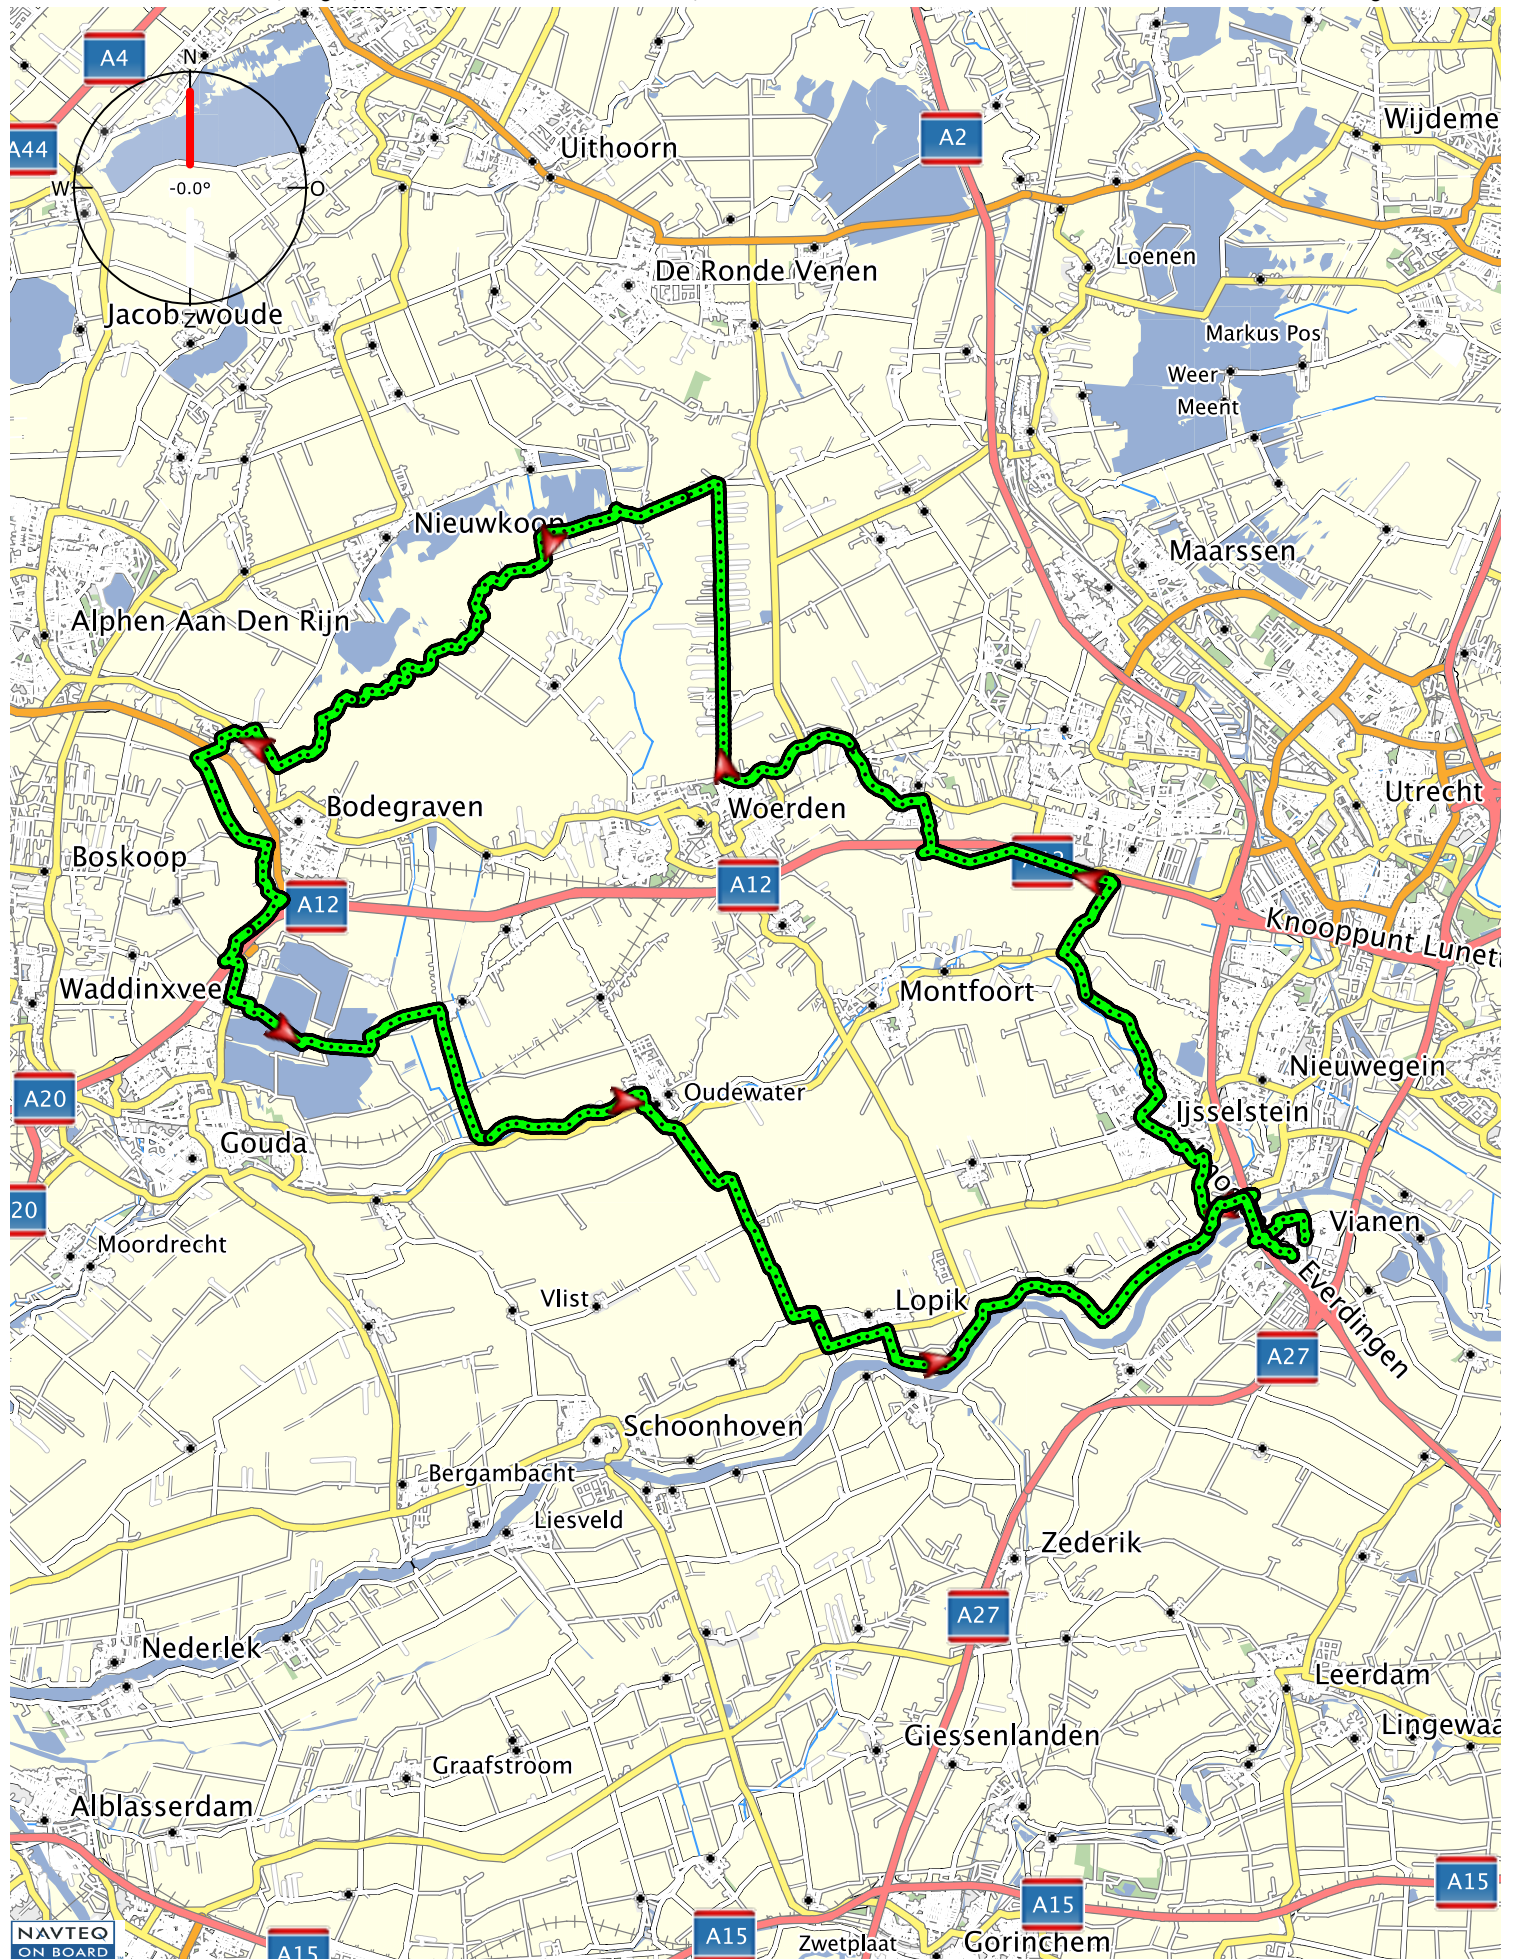 A4
N
A44
Uithoorn
A2
Wijdeme
W
-0.0°
O
Loenen
De Ronde Venen
Jacobswoude
Z
Markus Pos
Weer
Meent
Nieuwkoop
Maarssen
Alphen Aan Den Rijn
Utrecht
Bodegraven
Woerden
Boskoop
A12
A12
Knooppunt Lunett
Waddinxvee
Montfoort
Nieuwegein
A20
Oudewater
Ijsselstein
Gouda
20
Vianen
Moordrecht
Everdingen
Vlist
Lopik
A27
Schoonhoven
Bergambacht
Liesveld
Zederik
A27
Nederlek
Leerdam
Lingewaa
Giessenlanden
Graafstroom
Alblasserdam
A15
A15
NAVTEQ
ON BOARD
A15
A15
Zwetplaat
Gorinchem